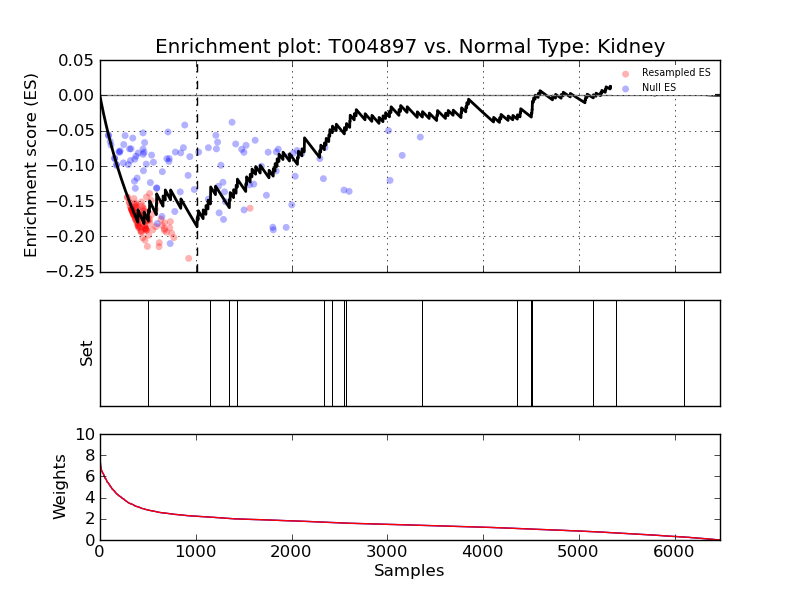 Enrichment plot: T004897 vs. Normal Type: Kidney
0.05
0.00
−0.05
−0.10
−0.15
−0.20
−0.25
Enrichment score (ES)
Resampled ES
Null ES
Set
10
8
6
4
2
0
Weights
0 1000 2000 3000 4000 5000 6000
Samples